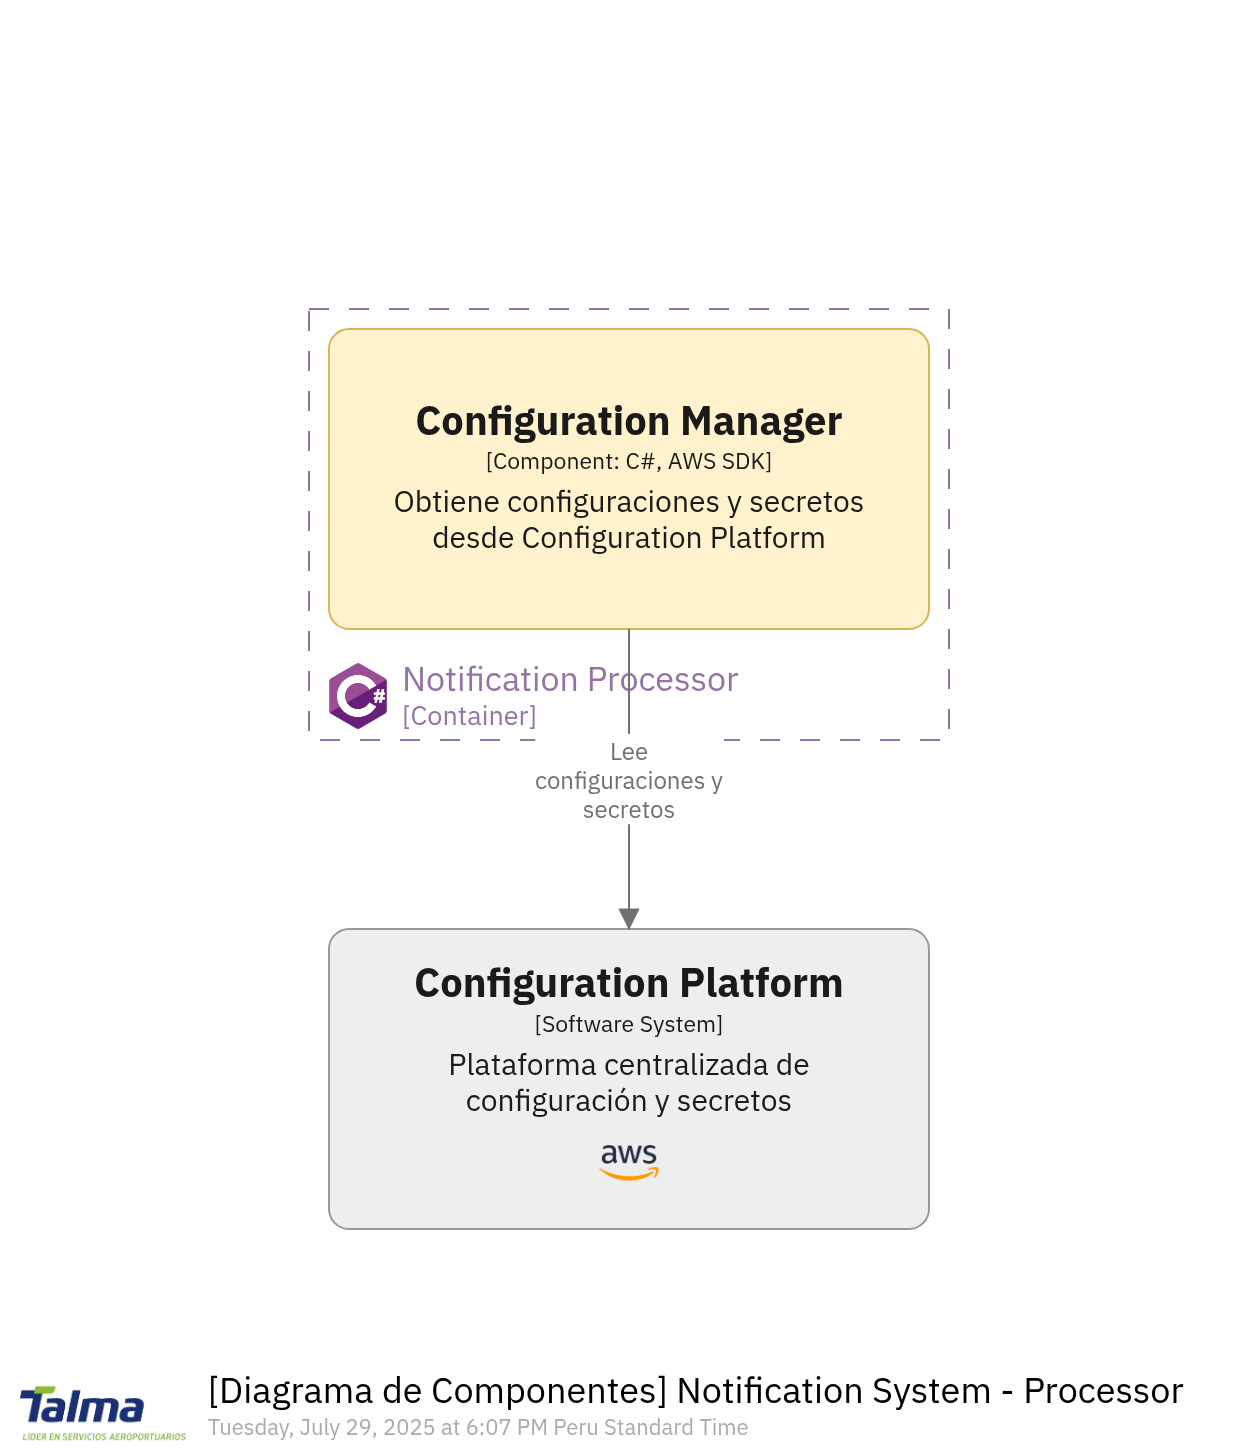 Configuration Manager
[Component: C#, AWS SDK]
Obtiene configuraciones y secretos
desde Configuration Platform
C#
Notification Processor
[Container]
Lee
configuraciones y
secretos
Configuration Platform
[Software System]
Plataforma centralizada de
configuración y secretos
aws
Talma
LÍDER EN SERVICIOS AEROPORTUARIOS
[Diagrama de Componentes] Notification System - Processor
Tuesday, July 29, 2025 at 6:07 PM Peru Standard Time